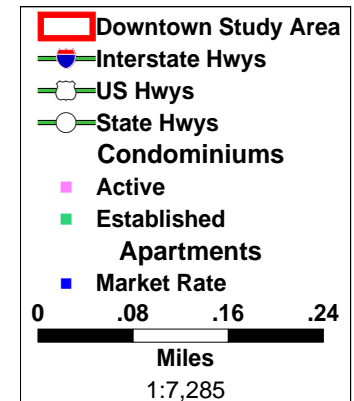 Downtown Study Area
Interstate Hwys
US Hwys
State Hwys
Condominiums
Active
Established
Apartments
Market Rate
0 .08 .16 .24
Miles
1:7,285